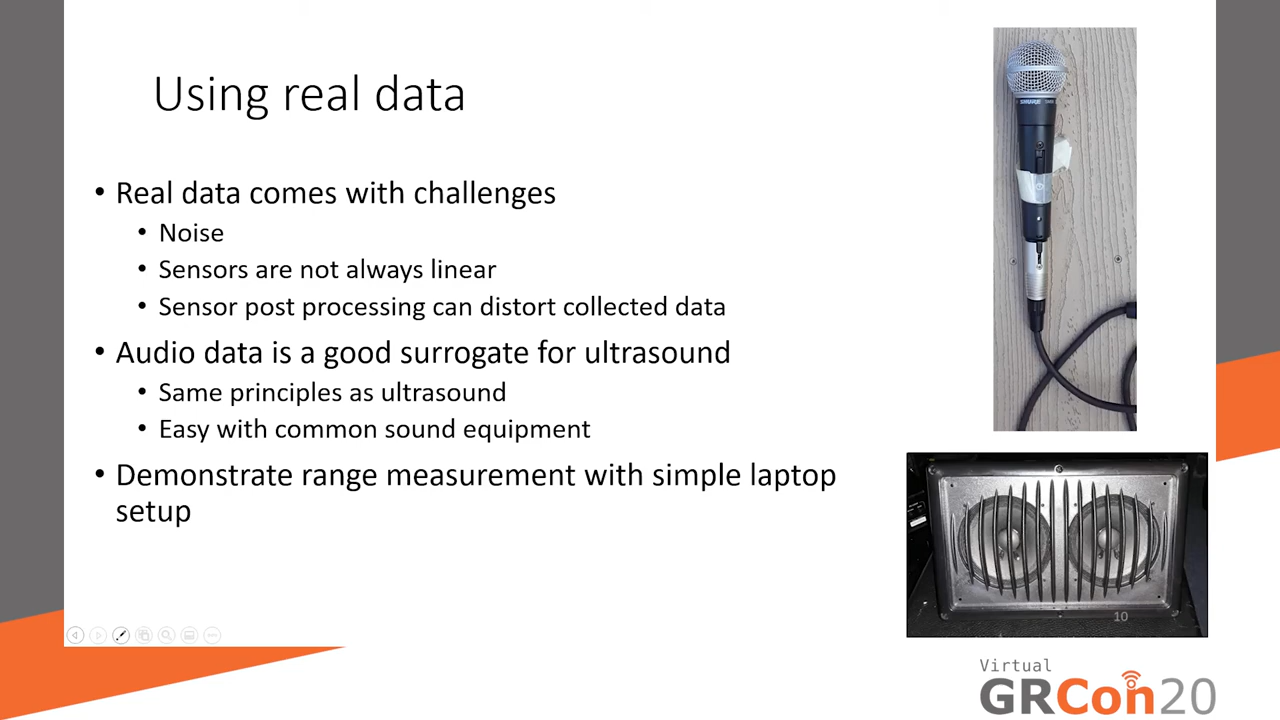 Using real data
• Real data comes with challenges
• Noise
• Sensors are not always linear
• Sensor post processing can distort collected data
• Audio data is a good surrogate for ultrasound
• Same principles as ultrasound
• Easy with common sound equipment
• Demonstrate range measurement with simple laptop
setup
SHURE
10
Virtual
GRCon20